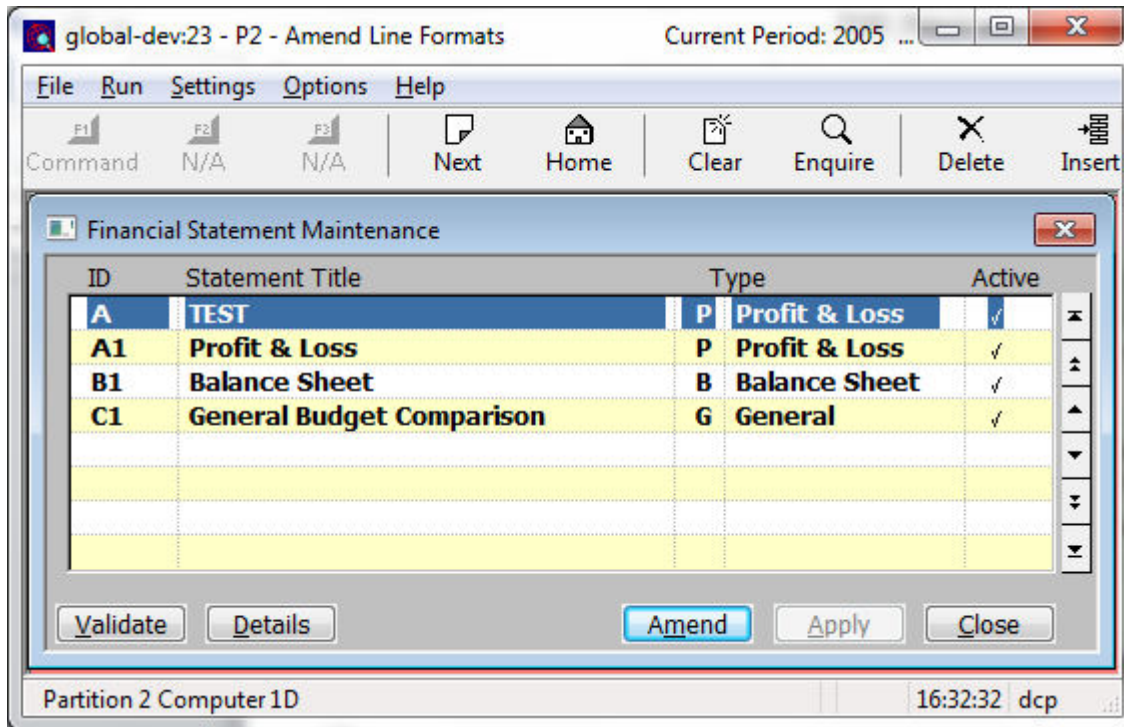 global-dev:23 - P2 - Amend Line Formats Current Period: 2005 ...
File Run Settings Options Help
F1 F2 F3
Command N/A N/A Next Home Clear Enquire Delete Insert
Financial Statement Maintenance
ID Statement Title Type Active
A TEST P Profit & Loss √
A1 Profit & Loss P Profit & Loss √
B1 Balance Sheet B Balance Sheet √
C1 General Budget Comparison G General √
Validate Details Amend Apply Close
Partition 2 Computer 1D 16:32:32 dcp